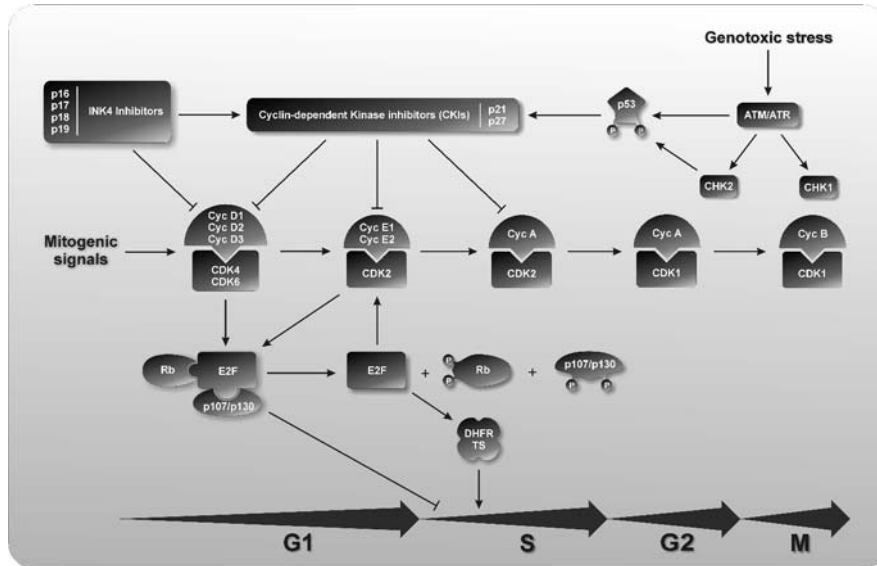 Genotoxic stress
p16
p17
p18
p19
INK4 Inhibitors
Cyclin-dependent Kinase inhibitors (CKIs)
p21
p27
p53
P
P
ATM/ATR
CHK2
CHK1
Mitogenic
signals
Cyc D1
Cyc D2
Cyc D3
CDK4
CDK6
Cyc E1
Cyc E2
CDK2
Cyc A
CDK2
Cyc A
CDK1
Cyc B
CDK1
Rb
E2F
p107/p130
E2F
+
P
P
Rb
+
p107/p130
P
P
DHFR
TS
G1
S
G2
M